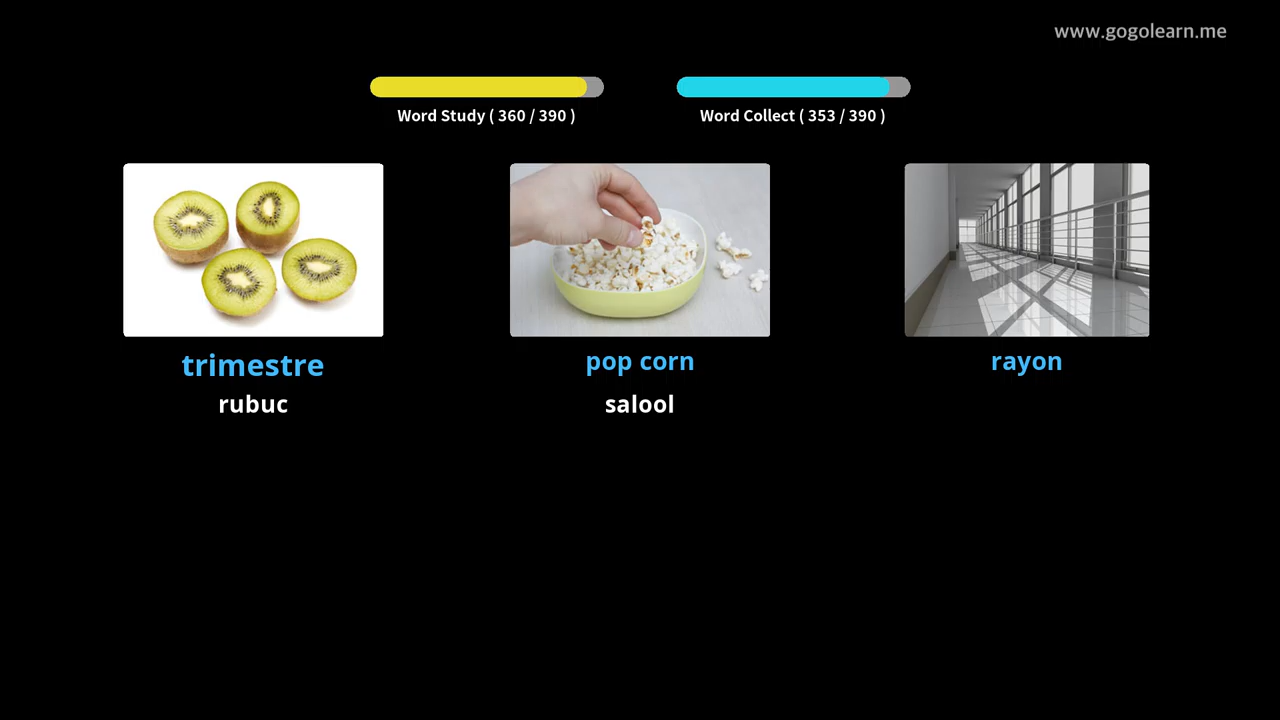 www.gogolearn.me
Word Study ( 360 / 390 )
Word Collect ( 353 / 390 )
trimestre
rubuc
pop corn
salool
rayon